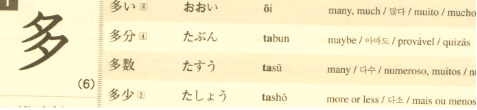 1
多
(6)
多い④ おおい ōi many, much / 많다 / muito / mucho
多分④ たぶん tabun maybe / 아마도 / provável / quizás
多数 たすう tasū many / 다수 / numeroso, muitos /
多少② たしょう tashō more or less / 다소 / mais ou menos